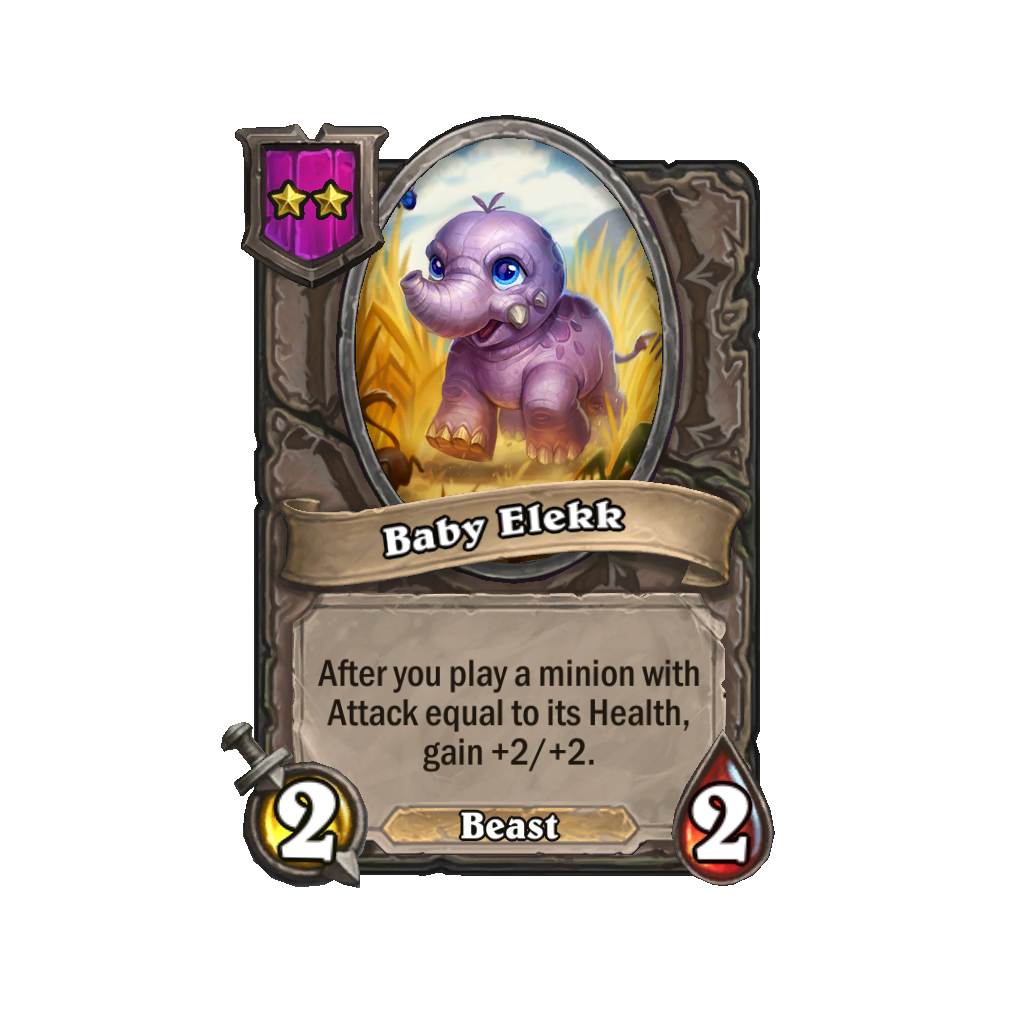 Baby Elekk
After you play a minion with
Attack equal to its Health,
gain +2/+2.
2
Beast
2